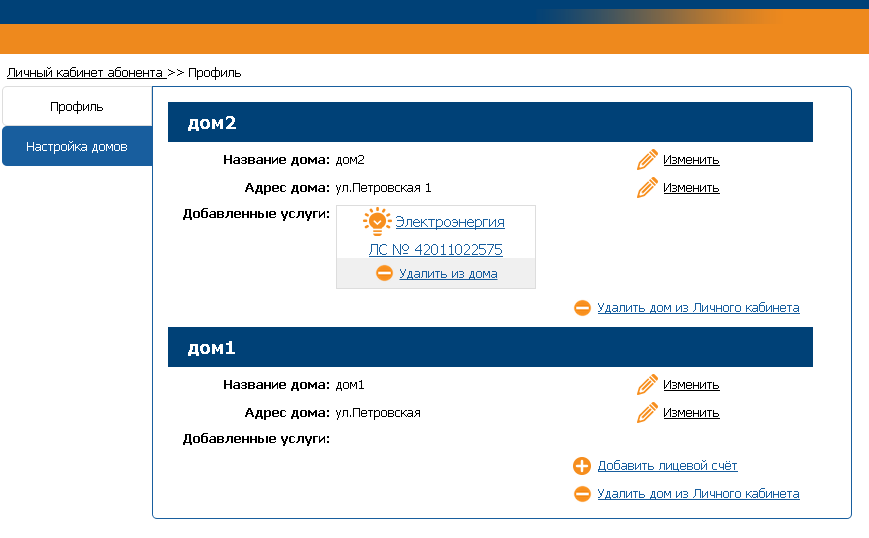 Личный кабинет абонента >> Профиль
Профиль
Настройка домов
дом2
Название дома: дом2 Изменить
Адрес дома: ул.Петровская 1 Изменить
Добавленные услуги: Электроэнергия
ЛС № 42011022575
Удалить из дома
Удалить дом из Личного кабинета
дом1
Название дома: дом1 Изменить
Адрес дома: ул.Петровская Изменить
Добавленные услуги:
Добавить лицевой счёт
Удалить дом из Личного кабинета